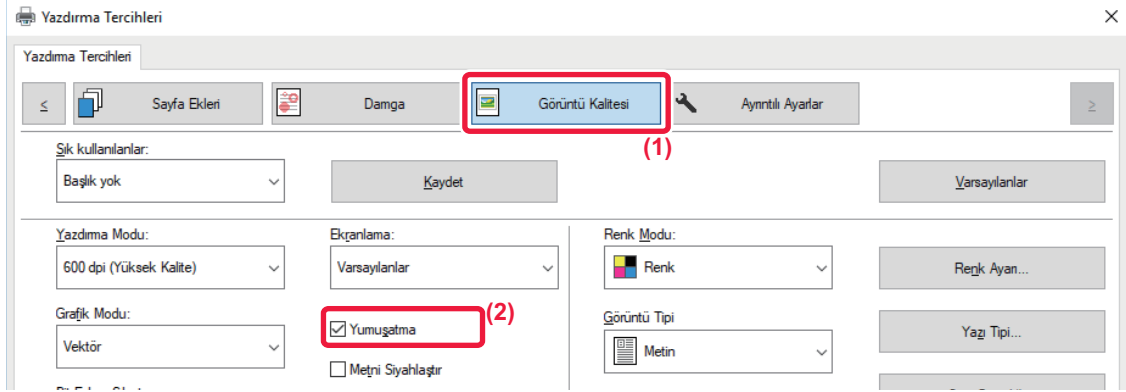 Yazdırma Tercihleri
Yazdırma Tercihleri
< Sayfa Ekleri Damga Görüntü Kalitesi Ayrıntılı Ayarlar >
(1)
Sık kullanılanlar:
Başlık yok Kaydet Varsayılanlar
Yazdırma Modu: Ekranlama: Renk Modu:
600 dpi (Yüksek Kalite) Varsayılanlar Renk Renk Ayarı...
(2)
Grafik Modu: Yumuşatma Görüntü Tipi
Vektör Metin Yazı Tipi...
Metni Siyahlaştır